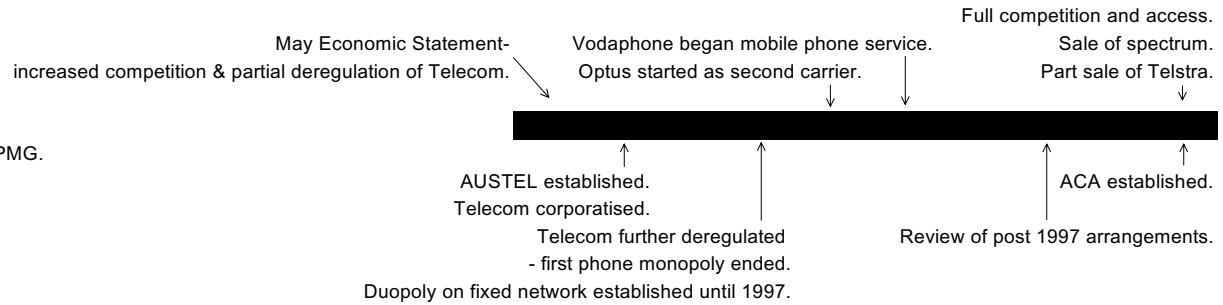 Full competition and access.
May Economic Statement-
Vodaphone began mobile phone service.
Sale of spectrum.
increased competition & partial deregulation of Telecom.
Optus started as second carrier.
Part sale of Telstra.
PMG.
AUSTEL established.
ACA established.
Telecom corporatised.
Telecom further deregulated
Review of post 1997 arrangements.
- first phone monopoly ended.
Duopoly on fixed network established until 1997.